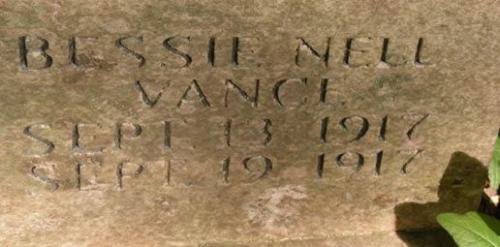 BESSIE NELL
VANCE
SEPT. 13 1917
SEPT. 19 1917